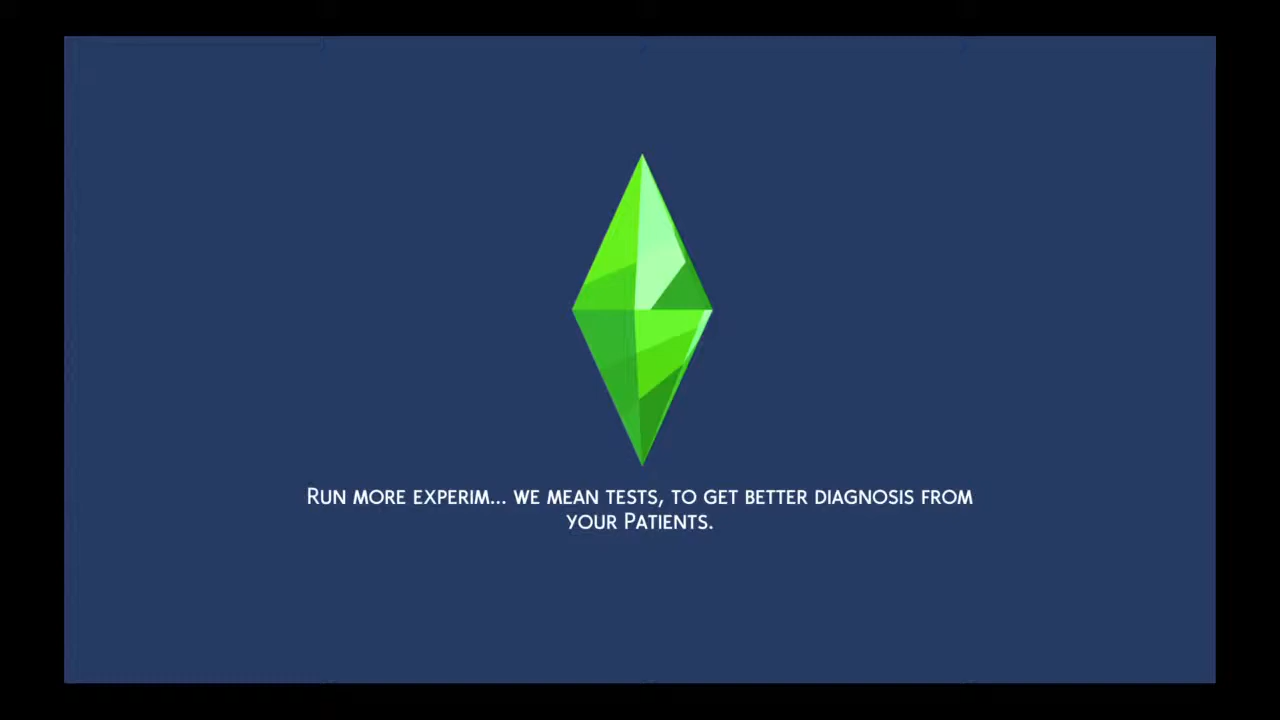 Run more experim... we mean tests, to get better diagnosis from
your Patients.